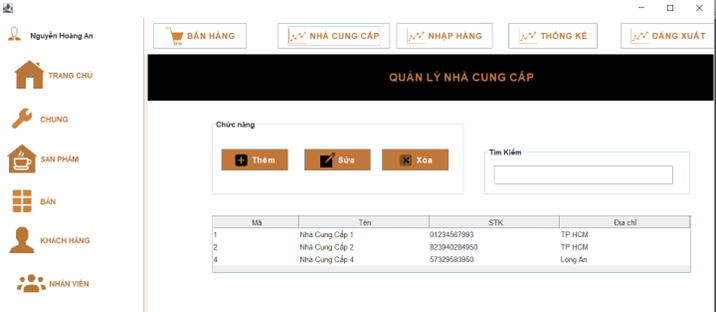 Nguyễn Hoàng An
BÁN HÀNG
NHÀ CUNG CẤP
NHẬP HÀNG
THỐNG KÊ
ĐĂNG XUẤT
TRANG CHỦ
CHUNG
SẢN PHẨM
BÀN
KHÁCH HÀNG
NHÂN VIÊN
QUẢN LÝ NHÀ CUNG CẤP
Chức năng
Thêm
Sửa
Xóa
Tìm Kiếm
Mã Tên STK Địa chỉ
1 Nhà Cung Cấp 1 01234567893 TP.HCM
2 Nhà Cung Cấp 2 823940284950 TP.HCM
4 Nhà Cung Cấp 4 57329583950 Long An